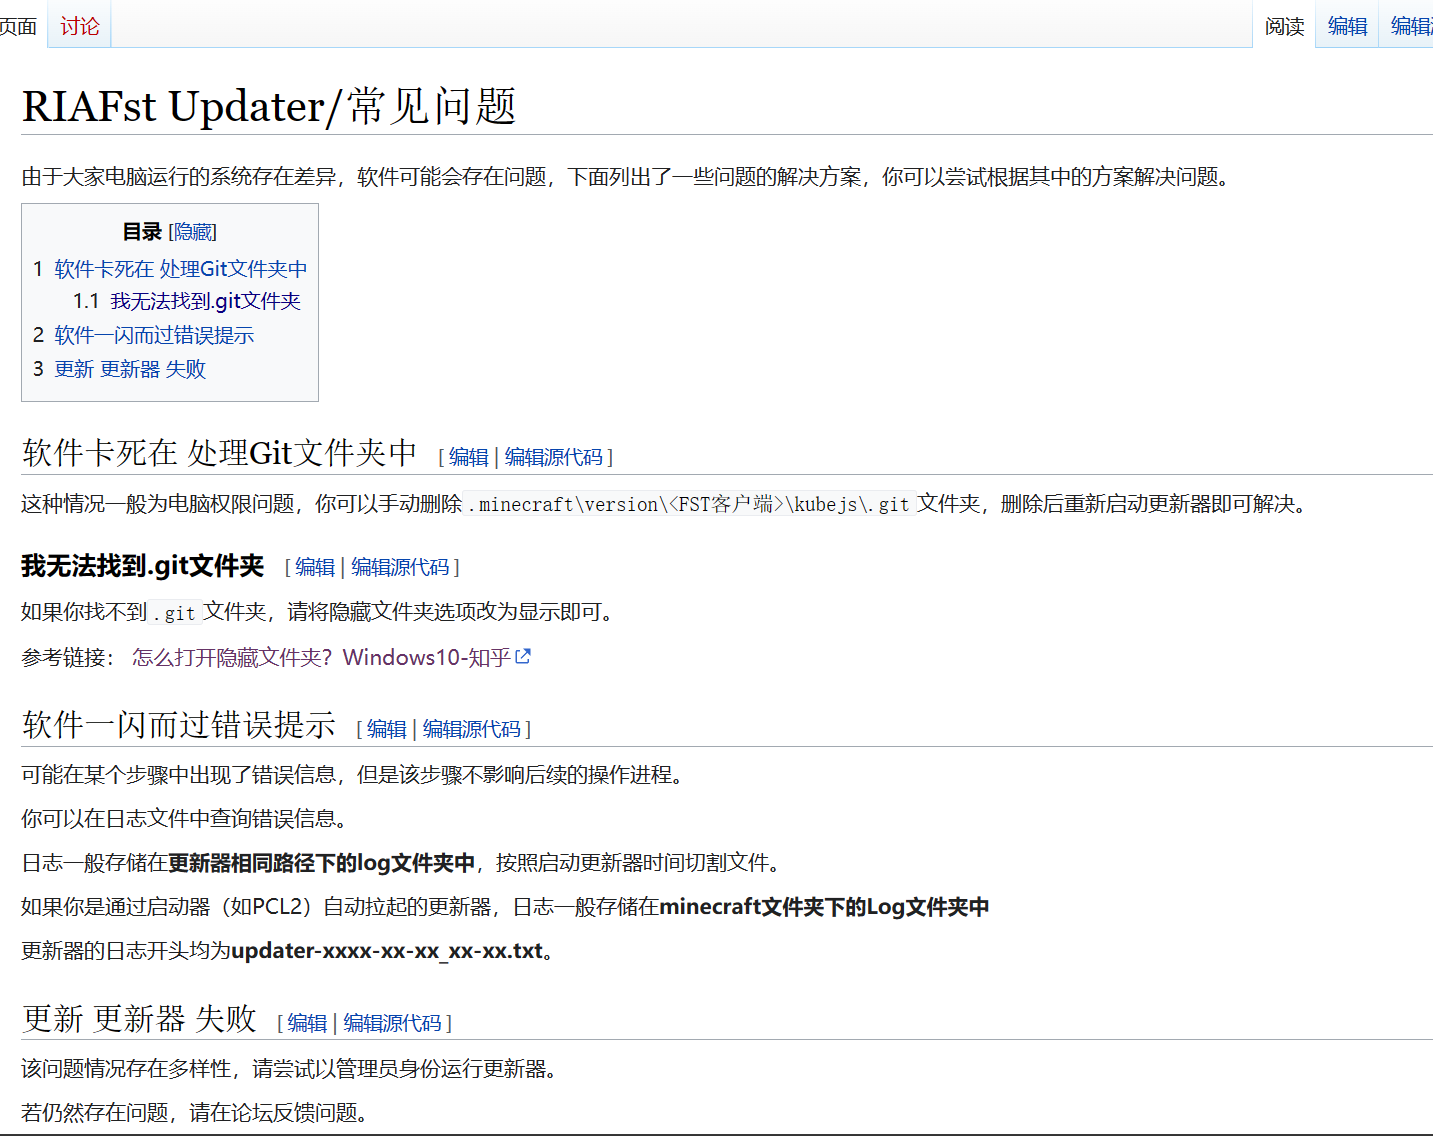 页面 讨论 阅读 编辑 编辑
RIAFst Updater/常见问题
由于大家电脑运行的系统存在差异，软件可能会存在问题，下面列出了一些问题的解决方案，你可以尝试根据其中的方案解决问题。
目录 [隐藏]
1 软件卡死在 处理Git文件夹中
1.1 我无法找到.git文件夹
2 软件一闪而过错误提示
3 更新 更新器 失败
软件卡死在 处理Git文件夹中 [ 编辑 | 编辑源代码 ]
这种情况一般为电脑权限问题，你可以手动删除.minecraft\version\<FST客户端>\kubejs\.git文件夹，删除后重新启动更新器即可解决。
我无法找到.git文件夹 [ 编辑 | 编辑源代码 ]
如果你找不到.git文件夹，请将隐藏文件夹选项改为显示即可。
参考链接： 怎么打开隐藏文件夹？Windows10-知乎
软件一闪而过错误提示 [ 编辑 | 编辑源代码 ]
可能在某个步骤中出现了错误信息，但是该步骤不影响后续的操作进程。
你可以在日志文件中查询错误信息。
日志一般存储在更新器相同路径下的log文件夹中，按照启动更新器时间切割文件。
如果你是通过启动器（如PCL2）自动拉起的更新器，日志一般存储在minecraft文件夹下的Log文件夹中
更新器的日志开头均为updater-xxxx-xx-xx_xx-xx.txt。
更新 更新器 失败 [ 编辑 | 编辑源代码 ]
该问题情况存在多样性，请尝试以管理员身份运行更新器。
若仍然存在问题，请在论坛反馈问题。